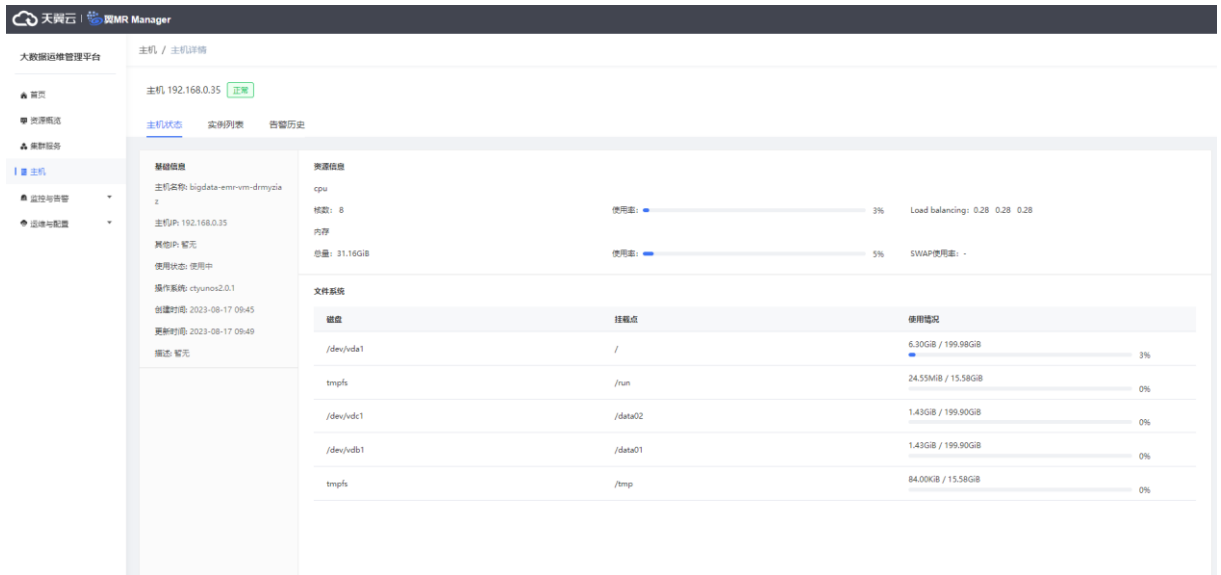 天翼云 翼MR Manager
大数据运维管理平台
首页
资源概览
集群服务
主机
监控与告警
运维与配置
主机 / 主机详情
主机 192.168.0.35 正常
主机状态 实例列表 告警历史
基础信息
主机名称: bigdata-emr-vm-drmyzia
z
主机IP: 192.168.0.35
其他IP: 暂无
使用状态: 使用中
操作系统: ctyunos2.0.1
创建时间: 2023-08-17 09:45
更新时间: 2023-08-17 09:49
描述: 暂无
资源信息
cpu
核数: 8 使用率: 3% Load balancing: 0.28 0.28 0.28
内存
总量: 31.16GiB 使用率: 5% SWAP使用率: -
文件系统
磁盘 挂载点 使用情况
/dev/vda1 / 6.30GiB / 199.98GiB 3%
tmpfs /run 24.55MiB / 15.58GiB 0%
/dev/vdc1 /data02 1.43GiB / 199.90GiB 0%
/dev/vdb1 /data01 1.43GiB / 199.90GiB 0%
tmpfs /tmp 84.00KiB / 15.58GiB 0%